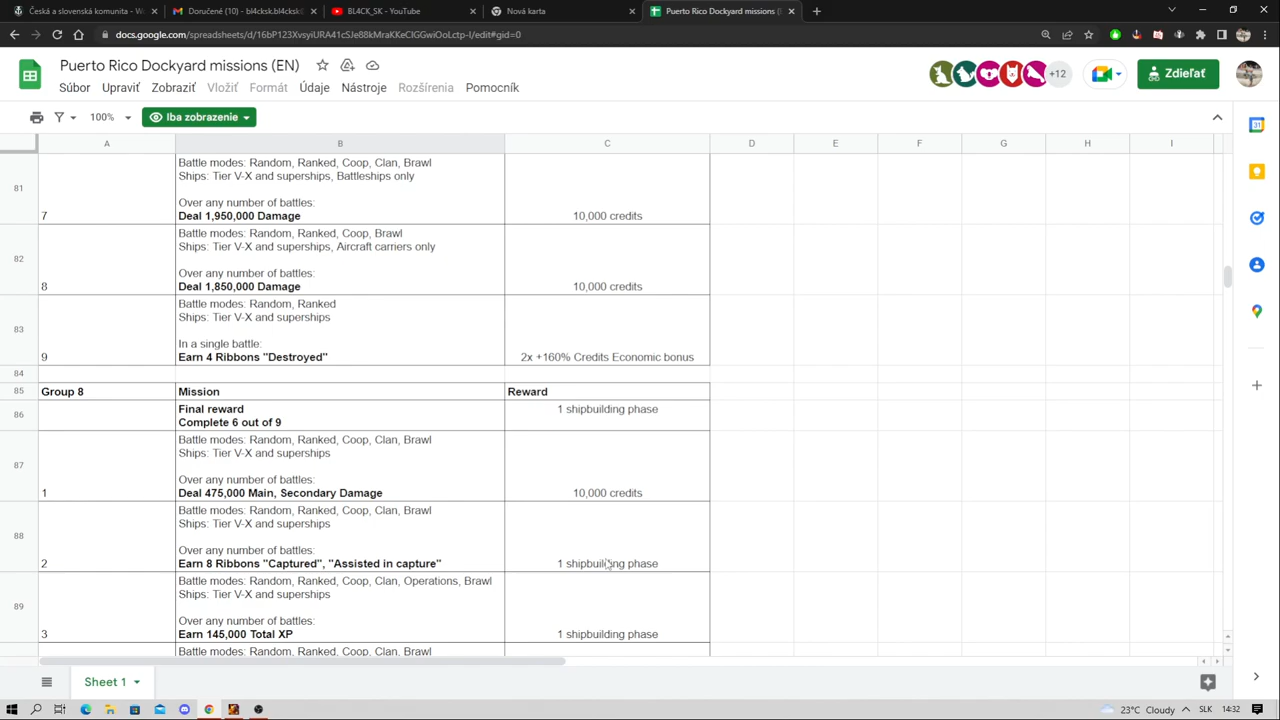 Česká a slovenská komunita - Wo
Doručené (10) - bl4cksk.bl4cksk@
BL4CK_SK - YouTube
Nová karta
Puerto Rico Dockyard missions (
docs.google.com/spreadsheets/d/
Puerto Rico Dockyard missions (EN)
+12
Zdieľať
Súbor Upraviť Zobraziť Vložiť Formát Údaje Nástroje Rozšírenia Pomocník
100%
Iba zobrazenie
A B C D E F G H I
81
Battle modes: Random, Ranked, Coop, Clan, Brawl
Ships: Tier V-X and superships, Battleships only
Over any number of battles:
7 Deal 1,950,000 Damage 10,000 credits
82
Battle modes: Random, Ranked, Coop, Brawl
Ships: Tier V-X and superships, Aircraft carriers only
Over any number of battles:
8 Deal 1,850,000 Damage 10,000 credits
83
Battle modes: Random, Ranked
Ships: Tier V-X and superships
In a single battle:
9 Earn 4 Ribbons "Destroyed" 2x +160% Credits Economic bonus
84
85 Group 8 Mission Reward
86
Final reward 1 shipbuilding phase
Complete 6 out of 9
87
Battle modes: Random, Ranked, Coop, Clan, Brawl
Ships: Tier V-X and superships
Over any number of battles:
1 Deal 475,000 Main, Secondary Damage 10,000 credits
88
Battle modes: Random, Ranked, Coop, Clan, Brawl
Ships: Tier V-X and superships
Over any number of battles:
2 Earn 8 Ribbons "Captured", "Assisted in capture" 1 shipbuilding phase
89
Battle modes: Random, Ranked, Coop, Clan, Operations, Brawl
Ships: Tier V-X and superships
Over any number of battles:
3 Earn 145,000 Total XP 1 shipbuilding phase
Battle modes: Random, Ranked, Coop, Clan, Brawl
Sheet 1
23°C Cloudy SLK 14:32